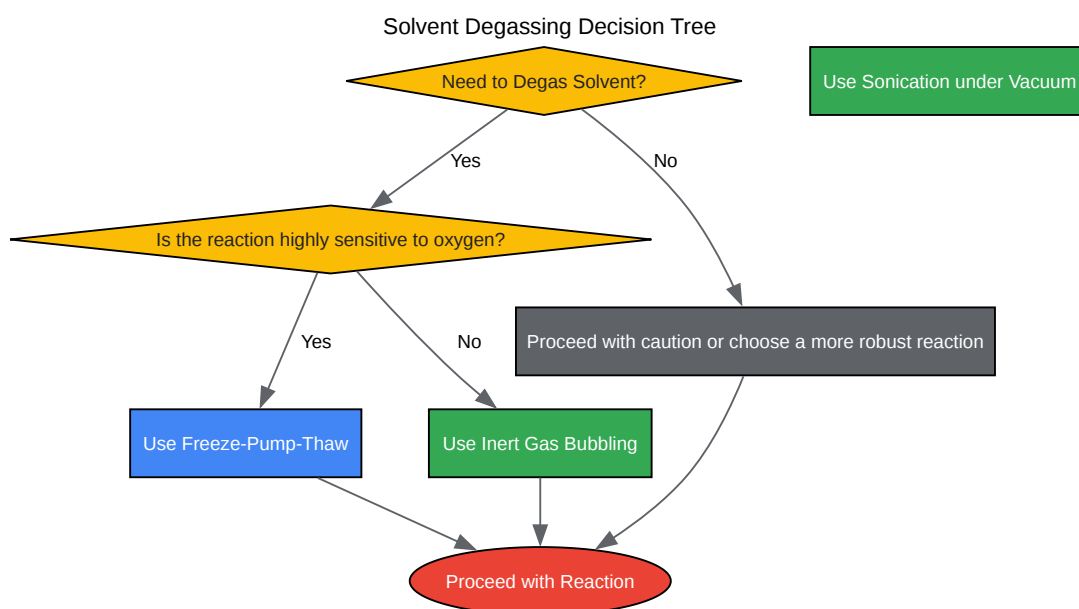 Solvent Degassing Decision Tree
Need to Degas Solvent?
Use Sonication under Vacuum
Yes
No
Is the reaction highly sensitive to oxygen?
Yes
No
Proceed with caution or choose a more robust reaction
Use Freeze-Pump-Thaw
Use Inert Gas Bubbling
Proceed with Reaction